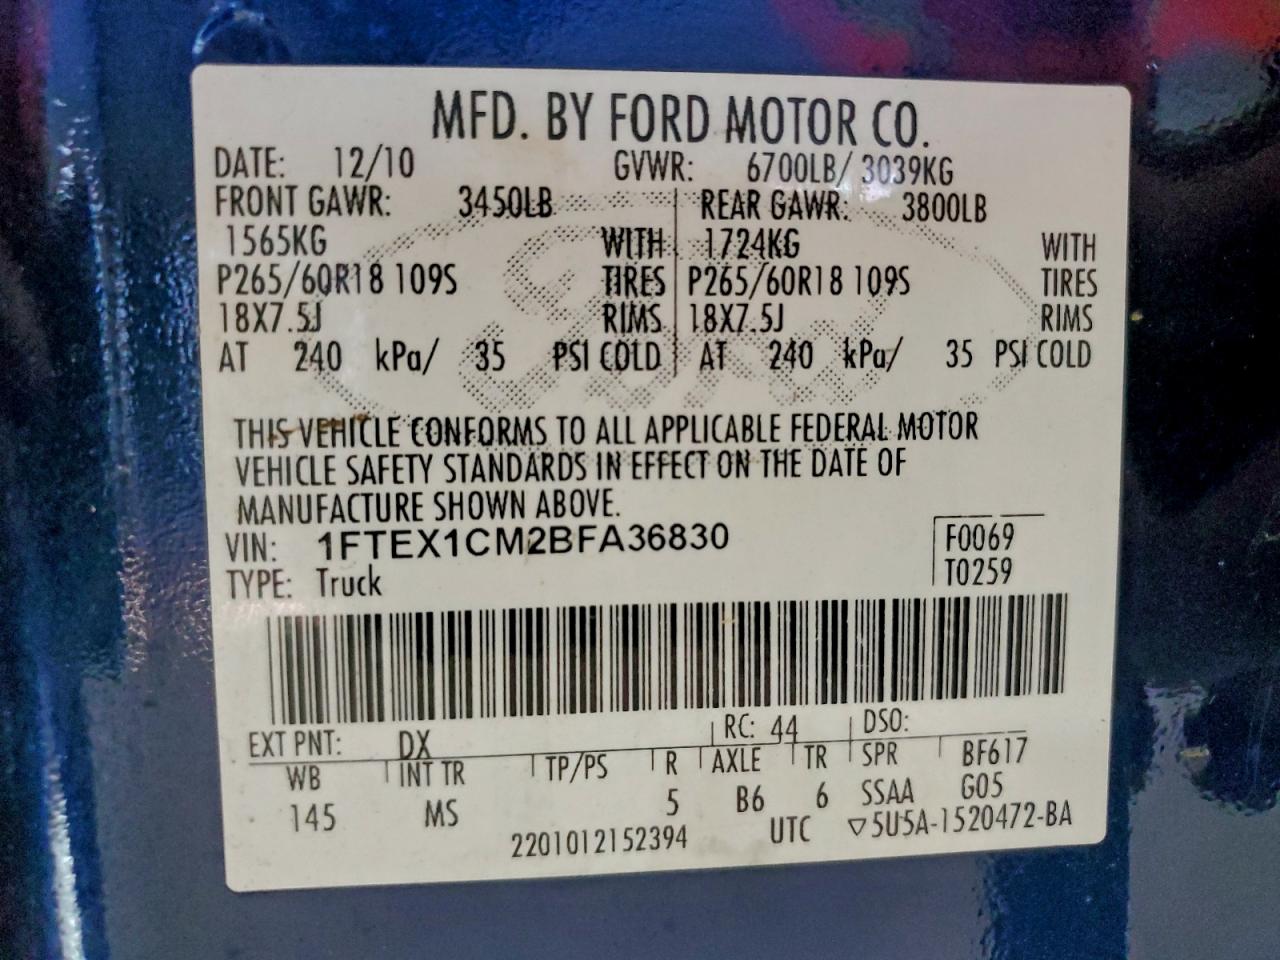 MFD. BY FORD MOTOR CO.
DATE: 12/10 GVWR: 6700LB/ 3039KG
FRONT GAWR: 3450LB REAR GAWR: 3800LB
1565KG WITH 1724KG WITH
P265/60R18 109S TIRES P265/60R18 109S TIRES
18X7.5J RIMS 18X7.5J RIMS
AT 240 kPa/ 35 PSI COLD AT 240 kPa/ 35 PSI COLD
THIS VEHICLE CONFORMS TO ALL APPLICABLE FEDERAL MOTOR
VEHICLE SAFETY STANDARDS IN EFFECT ON THE DATE OF
MANUFACTURE SHOWN ABOVE.
VIN: 1FTEX1CM2BFA36830 F0069
TYPE: Truck T0259
EXT PNT: DX RC: 44 DSO:
WB INT TR TP/PS R AXLE TR SPR BF617
145 MS 5 B6 6 SSAA G05
2201012152394 UTC ▽5U5A-1520472-BA